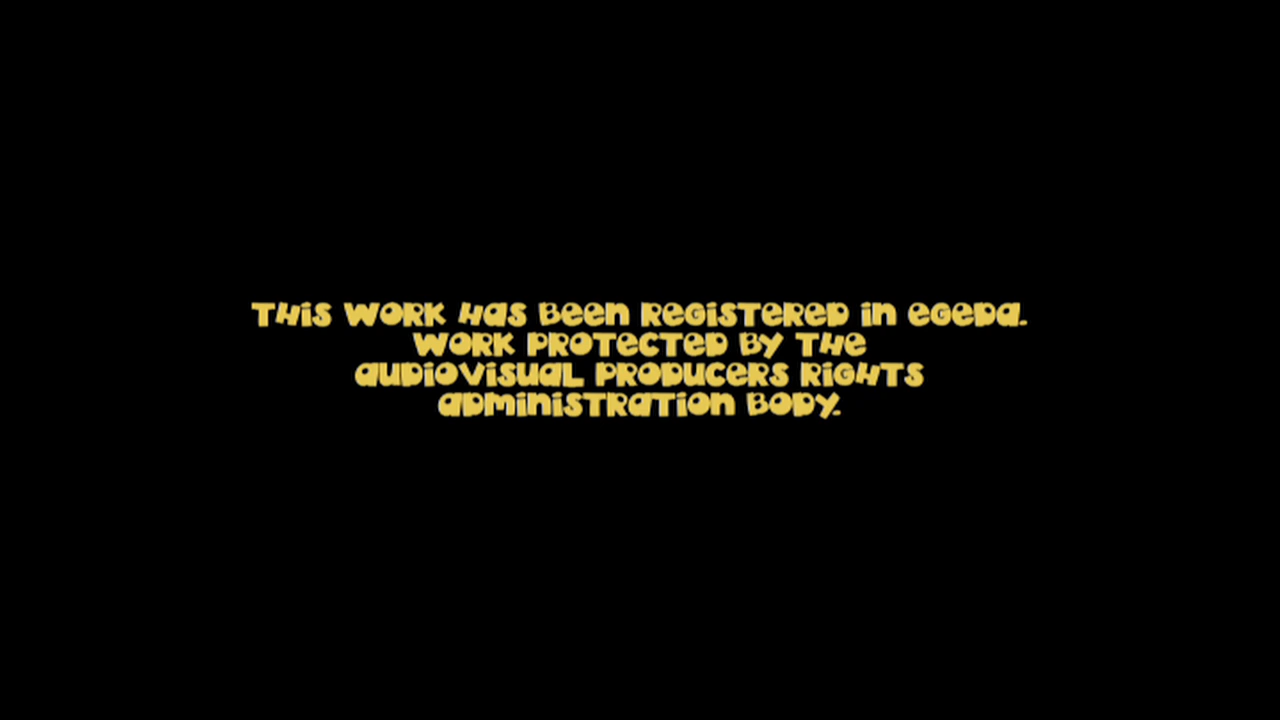 THIS WORK HAS BEEN REGISTERED IN EGEDA.
WORK PROTECTED BY THE
AUDIOVISUAL PRODUCERS RIGHTS
ADMINISTRATION BODY.